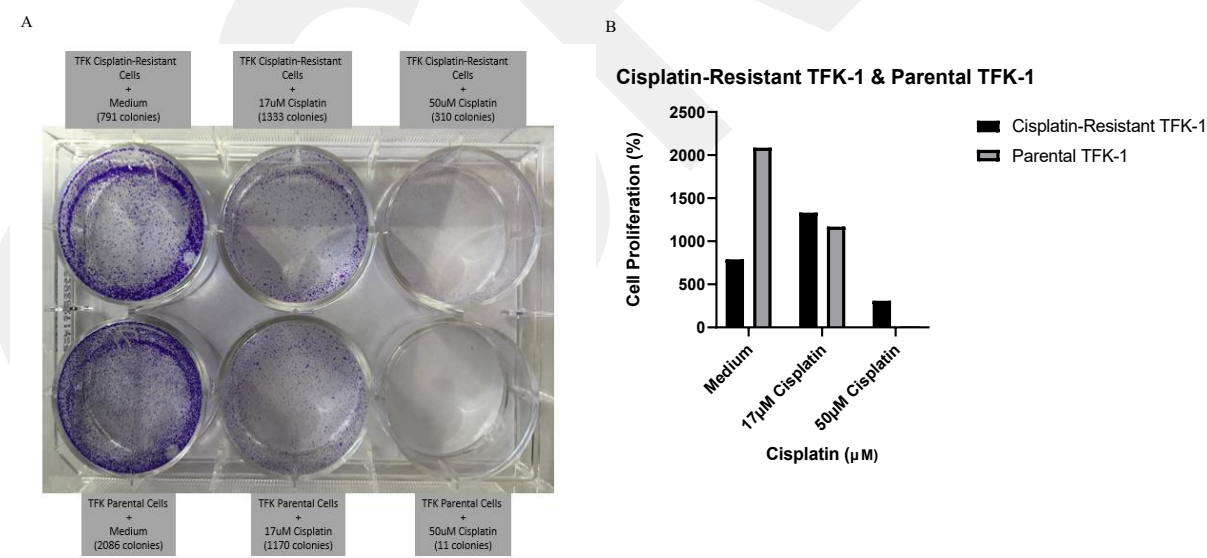 A
B
TFK Cisplatin-Resistant
Cells
+
Medium
(791 colonies)
TFK Cisplatin-Resistant
Cells
+
17uM Cisplatin
(1333 colonies)
TFK Cisplatin-Resistant
Cells
+
50uM Cisplatin
(310 colonies)
TFK Parental Cells
+
Medium
(2086 colonies)
TFK Parental Cells
+
17uM Cisplatin
(1170 colonies)
TFK Parental Cells
+
50uM Cisplatin
(11 colonies)
Cisplatin-Resistant TFK-1 & Parental TFK-1
Cell Proliferation (%)
2500
2000
1500
1000
500
0
Medium
17μM Cisplatin
50μM Cisplatin
Cisplatin (μM)
Cisplatin-Resistant TFK-1
Parental TFK-1